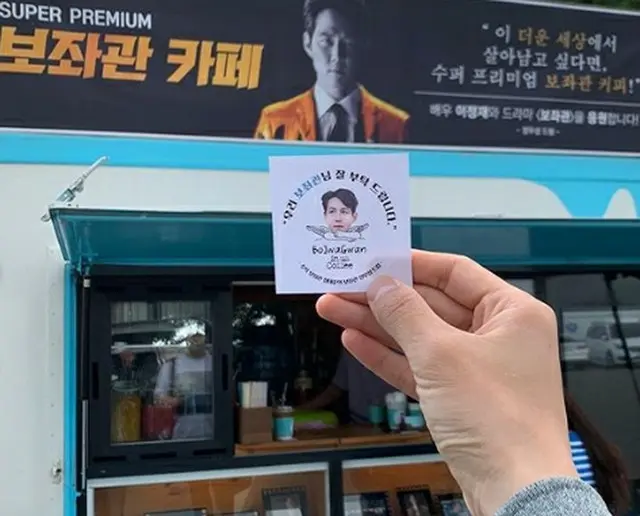 SUPER PREMIUM
보좌관 카페
" 이 더운 세상에서
살아남고 싶다면,
수퍼 프리미엄 보좌관 커피!"
배우 이정재와 드라마 <보좌관>을 응원합니다!
"우리 보좌관님 잘 부탁 드립니다."
BoJwaGwan
Coffee